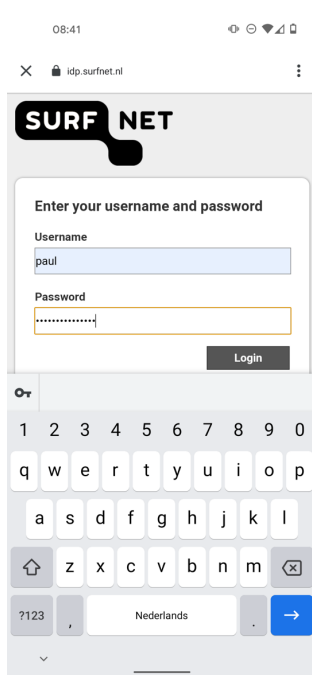 08:41
idp.surfnet.nl
SURF NET
Enter your username and password
Username
paul
Password
•••••••••••••••
Login
1 2 3 4 5 6 7 8 9 0
q w e r t y u i o p
a s d f g h j k l
z x c v b n m
?123 , Nederlands .